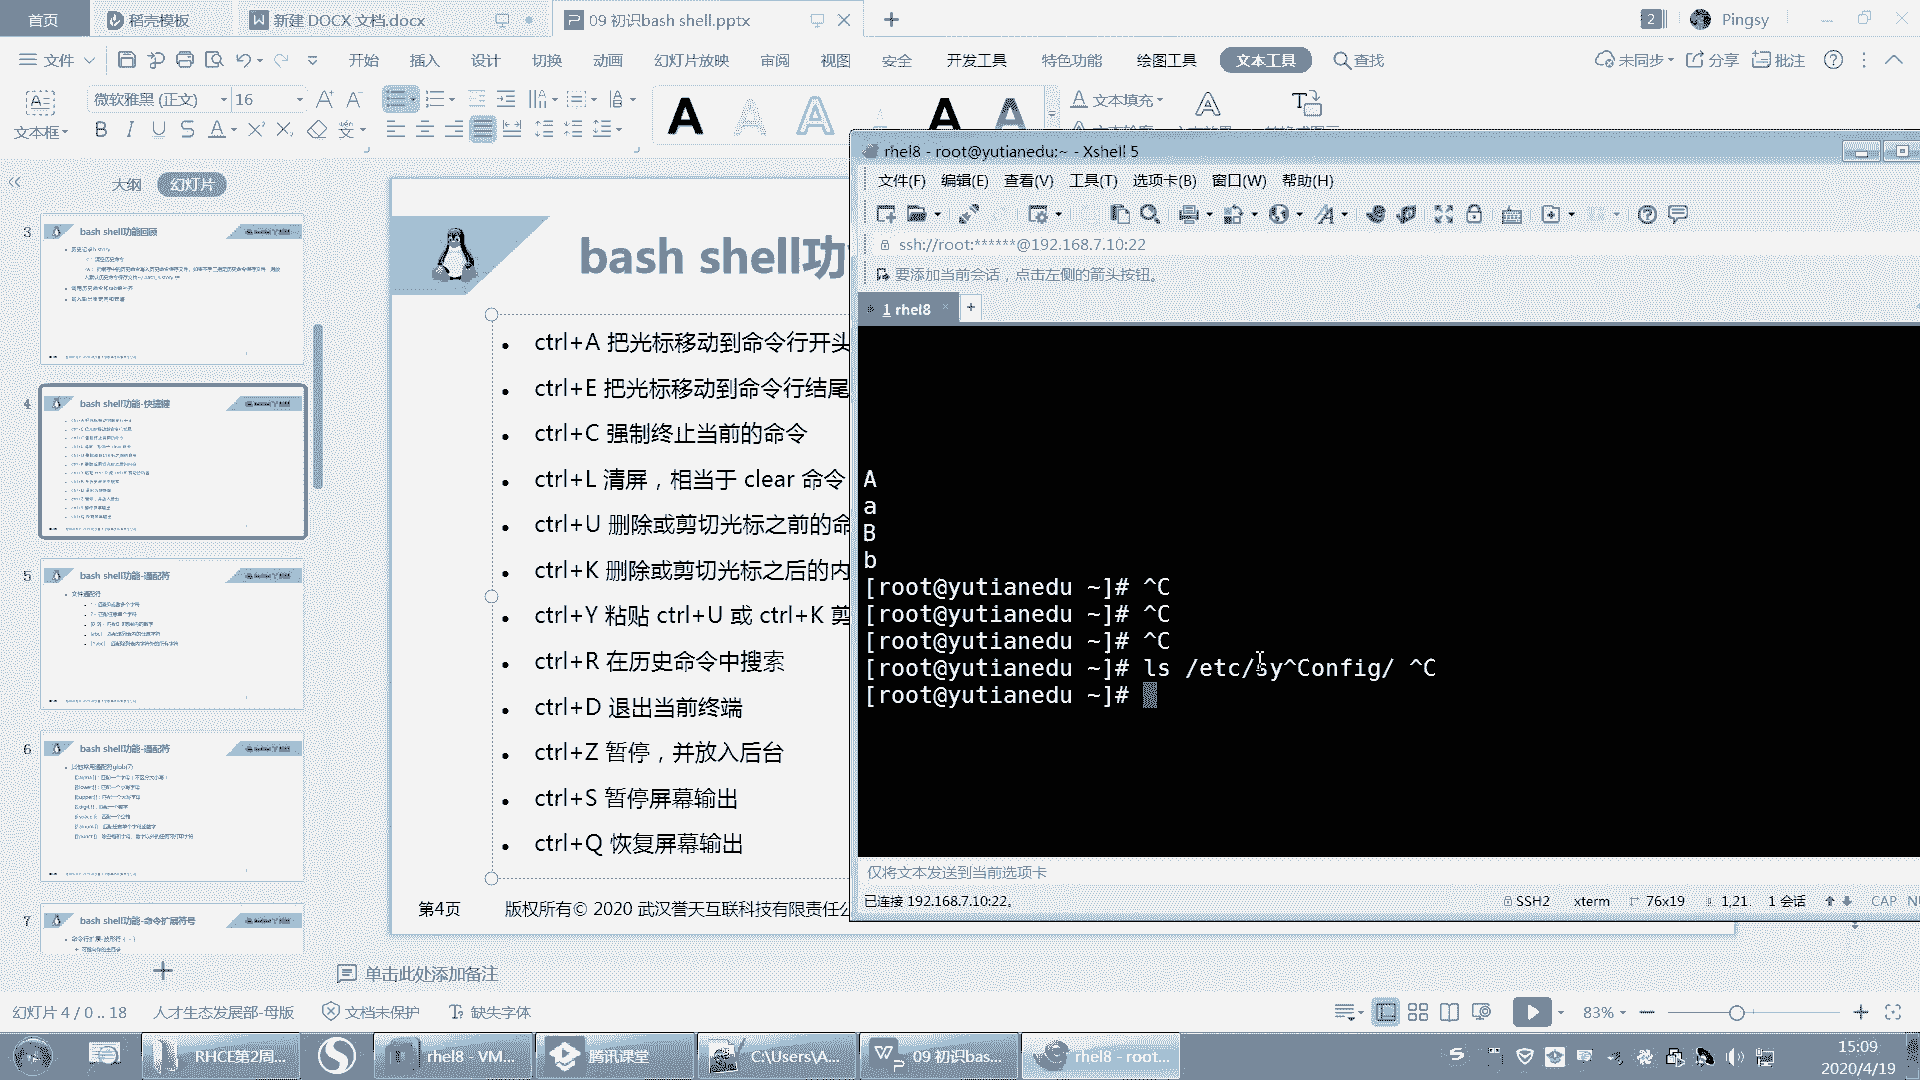 首页
稻壳模板
新建 DOCX 文档.docx
09 初识bash shell.pptx
2
Pingsy
文件
开始
插入
设计
切换
动画
幻灯片放映
审阅
视图
安全
开发工具
特色功能
绘图工具
文本工具
查找
未同步
分享
批注
文本框
微软雅黑 (正文)
16
文本填充
大纲
幻灯片
3
bash shell功能回顾
4
bash shell功能-快捷键
5
bash shell功能-通配符
文件通配符
6
bash shell功能-通配符
7
bash shell功能-命令扩展符号
bash shell功
ctrl+A 把光标移动到命令行开头
ctrl+E 把光标移动到命令行结尾
ctrl+C 强制终止当前的命令
ctrl+L 清屏，相当于 clear 命令
ctrl+U 删除或剪切光标之前的命
ctrl+K 删除或剪切光标之后的内
ctrl+Y 粘贴 ctrl+U 或 ctrl+K 剪
ctrl+R 在历史命令中搜索
ctrl+D 退出当前终端
ctrl+Z 暂停，并放入后台
ctrl+S 暂停屏幕输出
ctrl+Q 恢复屏幕输出
第4页
版权所有© 2020 武汉誉天互联科技有限责任公
rhel8 - root@yutianedu:~ - Xshell 5
文件(F) 编辑(E) 查看(V) 工具(T) 选项卡(B) 窗口(W) 帮助(H)
ssh://root:******@192.168.7.10:22
要添加当前会话，点击左侧的箭头按钮。
1 rhel8
A
a
B
b
[root@yutianedu ~]# ^C
[root@yutianedu ~]# ^C
[root@yutianedu ~]# ^C
[root@yutianedu ~]# ls /etc/sy^Config/ ^C
[root@yutianedu ~]#
仅将文本发送到当前选项卡
已连接 192.168.7.10:22。
SSH2
xterm
76x19
1,21
1 会话
CAP
单击此处添加备注
幻灯片 4 / 0 .. 18
人才生态发展部-母版
文档未保护
缺失字体
83%
RHCE第2周...
rhel8 - VM...
腾讯课堂
C:\Users\A...
09 初识bas...
rhel8 - root...
15:09
2020/4/19